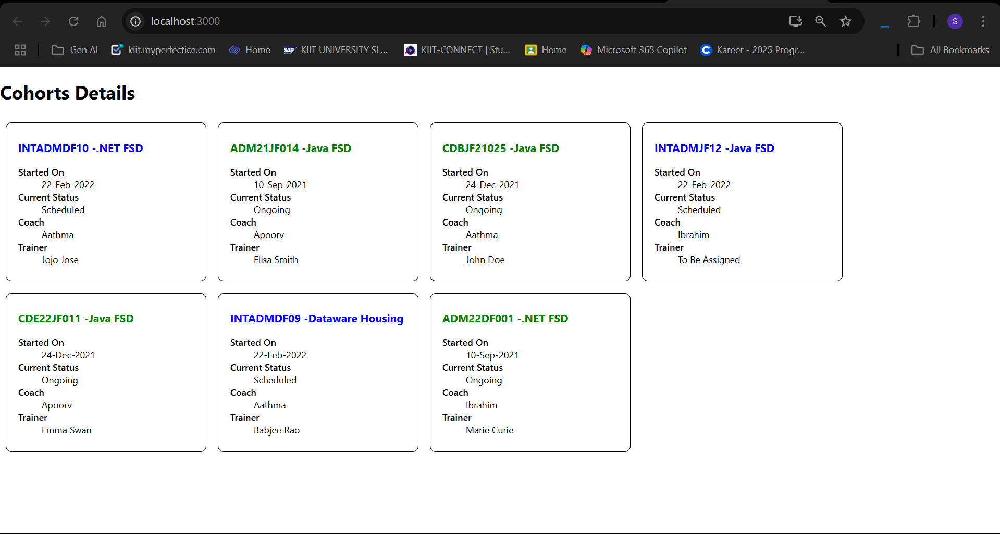 localhost:3000
S
Gen AI
kiit.myperfectice.com
Home
SAP
KIIT UNIVERSITY SL...
KIIT-CONNECT | Stu...
Home
Microsoft 365 Copilot
C
Kareer - 2025 Progr...
All Bookmarks
Cohorts Details
INTADMDF10 -.NET FSD
Started On
22-Feb-2022
Current Status
Scheduled
Coach
Aathma
Trainer
Jojo Jose
ADM21JF014 -Java FSD
Started On
10-Sep-2021
Current Status
Ongoing
Coach
Apoorv
Trainer
Elisa Smith
CDBJF21025 -Java FSD
Started On
24-Dec-2021
Current Status
Ongoing
Coach
Aathma
Trainer
John Doe
INTADMJF12 -Java FSD
Started On
22-Feb-2022
Current Status
Scheduled
Coach
Ibrahim
Trainer
To Be Assigned
CDE22JF011 -Java FSD
Started On
24-Dec-2021
Current Status
Ongoing
Coach
Apoorv
Trainer
Emma Swan
INTADMDF09 -Dataware Housing
Started On
22-Feb-2022
Current Status
Scheduled
Coach
Aathma
Trainer
Babjee Rao
ADM22DF001 -.NET FSD
Started On
10-Sep-2021
Current Status
Ongoing
Coach
Ibrahim
Trainer
Marie Curie